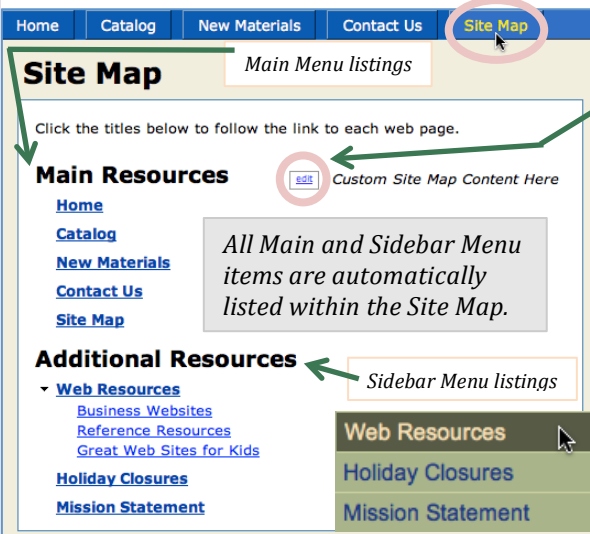 Home Catalog New Materials Contact Us Site Map
Site Map
Main Menu listings
Click the titles below to follow the link to each web page.
Main Resources
edit Custom Site Map Content Here
Home
Catalog
New Materials
Contact Us
Site Map
All Main and Sidebar Menu
items are automatically
listed within the Site Map.
Additional Resources
Sidebar Menu listings
Web Resources
Business Websites
Reference Resources
Great Web Sites for Kids
Holiday Closures
Mission Statement
Web Resources
Holiday Closures
Mission Statement